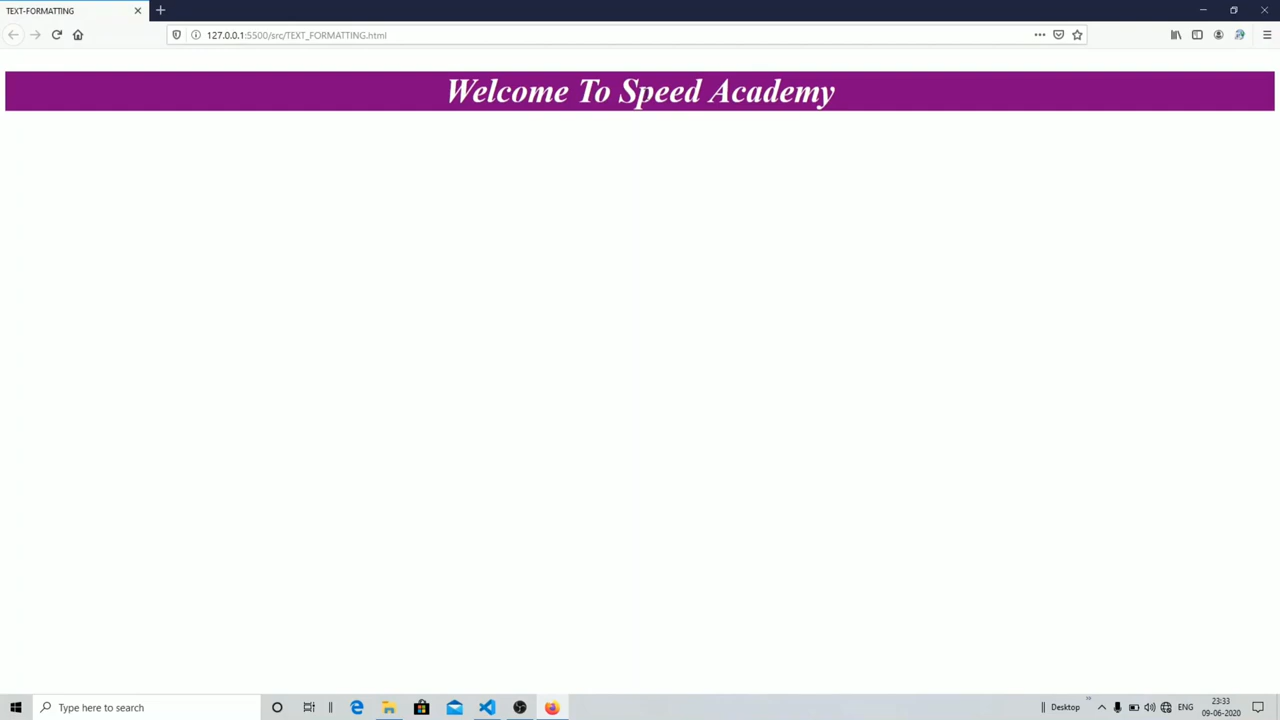 TEXT-FORMATTING
127.0.0.1:5500/src/TEXT_FORMATTING.html
Welcome To Speed Academy
Type here to search
Desktop
ENG
23:33
09-06-2020